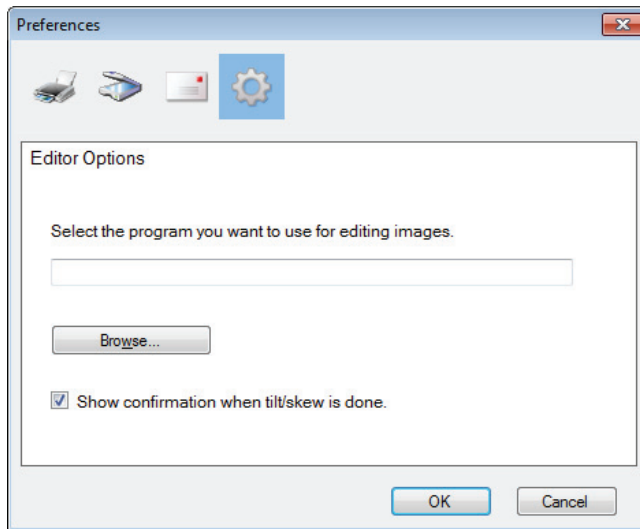 Preferences
Editor Options
Select the program you want to use for editing images.
Browse...
Show confirmation when tilt/skew is done.
OK
Cancel